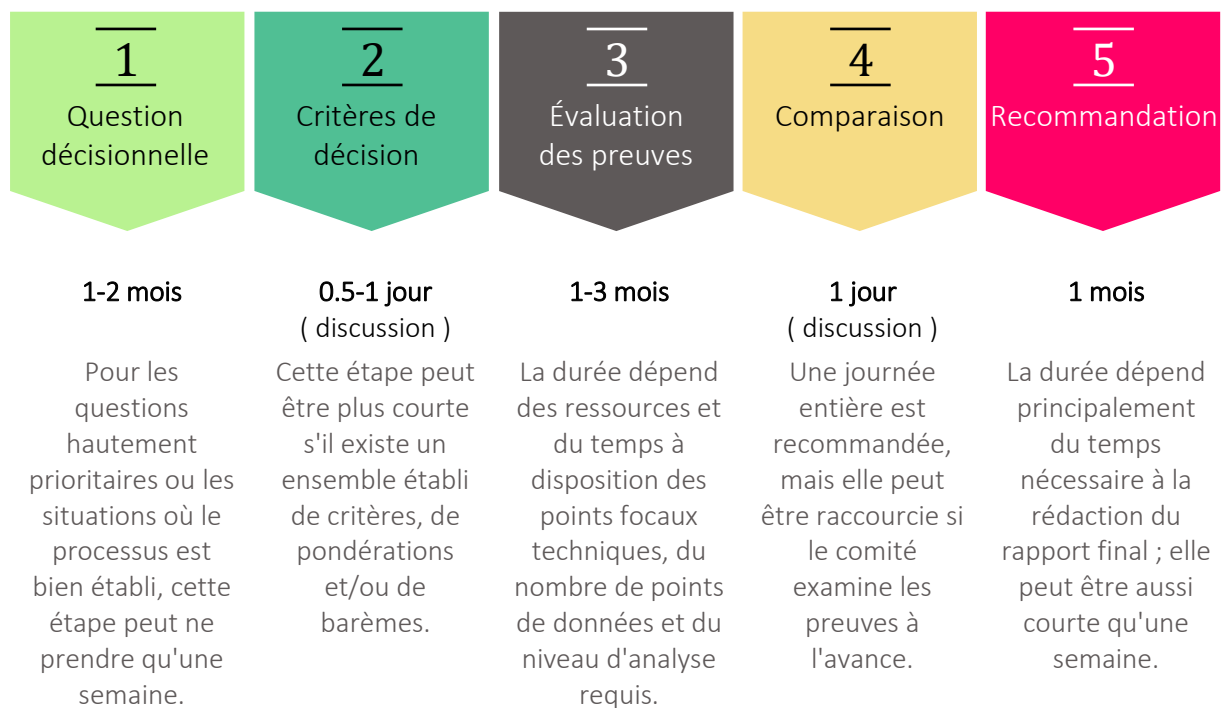 1
Question
décisionnelle
1-2 mois
Pour les
questions
hautement
prioritaires ou les
situations où le
processus est
bien établi, cette
étape peut ne
prendre qu'une
semaine.
2
Critères de
décision
0.5-1 jour
( discussion )
Cette étape peut
être plus courte
s'il existe un
ensemble établi
de critères, de
pondérations
et/ou de
barèmes.
3
Évaluation
des preuves
1-3 mois
La durée dépend
des ressources et
du temps à
disposition des
points focaux
techniques, du
nombre de points
de données et du
niveau d'analyse
requis.
4
Comparaison
1 jour
( discussion )
Une journée
entière est
recommandée,
mais elle peut
être raccourcie si
le comité
examine les
preuves à
l'avance.
5
Recommandation
1 mois
La durée dépend
principalement
du temps
nécessaire à la
rédaction du
rapport final ; elle
peut être aussi
courte qu'une
semaine.